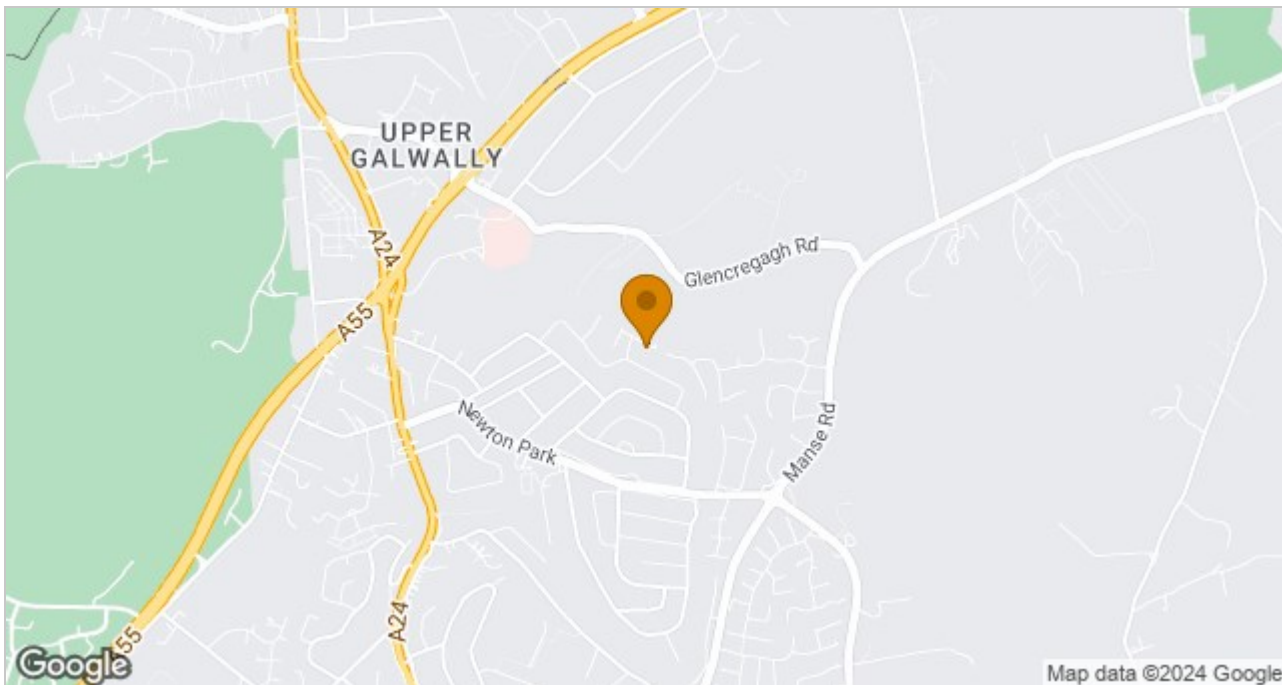 UPPER
GALWALLY
A24
Glencregagh Rd
A55
Newton Park
Manse Rd
A24
A55
Google
Map data ©2024 Google